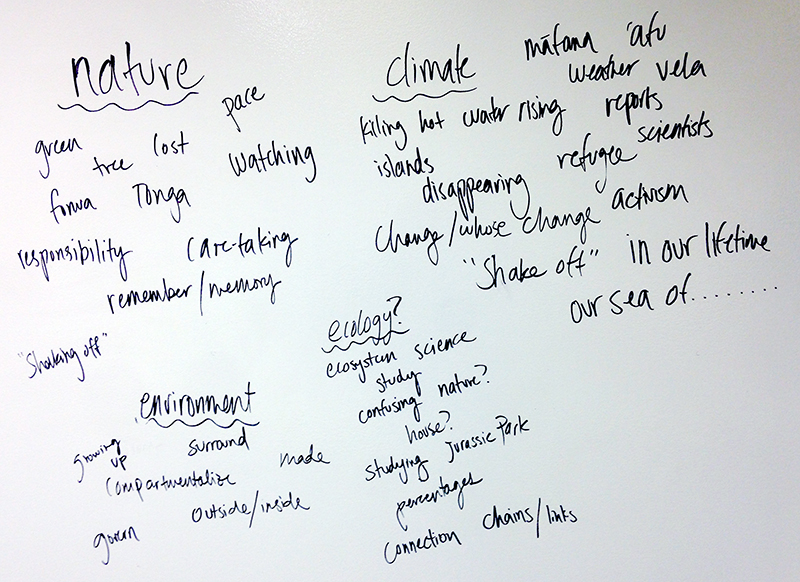 nature
pace
green
tree lost
watching
fonua Tonga
responsibility care-taking
remember/memory
"Shaking off"
climate
māfana 'afu
weather vela
killing hot water rising reports
islands
scientists
disappearing refugee
change/whose change activism
"Shake off" in our lifetime
our sea of........
environment
growing up
surround
compartmentalize made
outside/inside
govern
ecology?
ecosystem science
study
confusing nature?
house?
studying Jurassic Park
percentages
connection chains/links